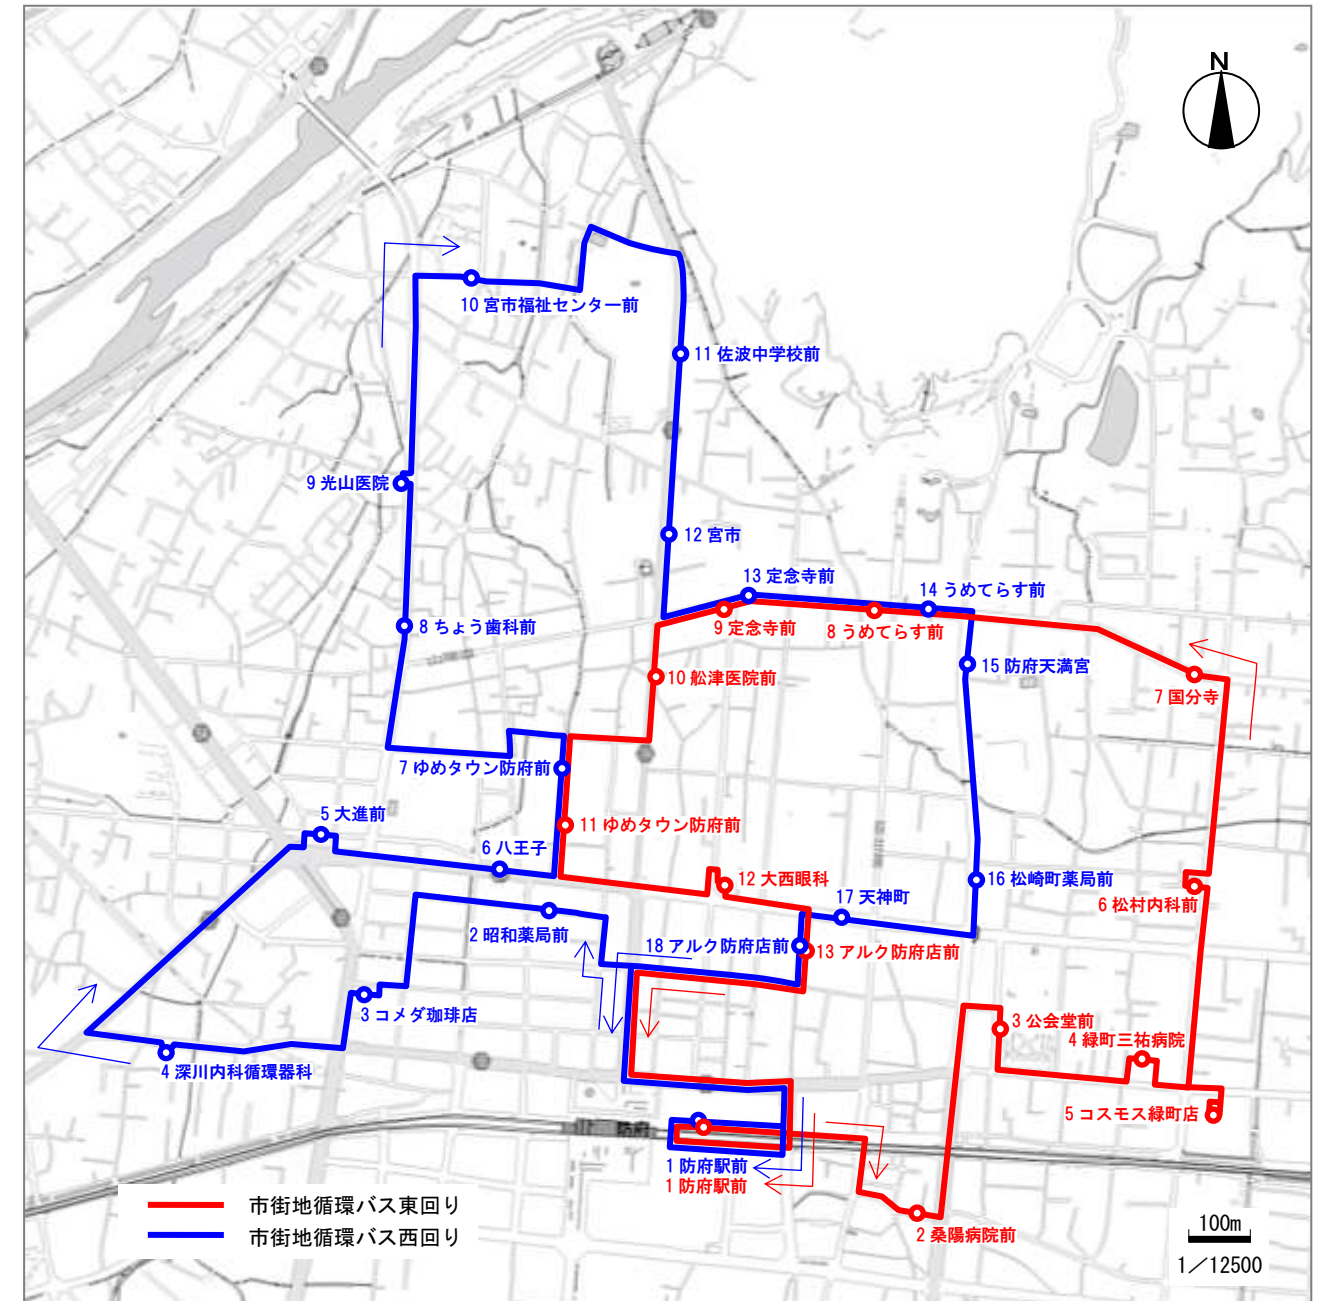 N
10 宮市福祉センター前
11 佐波中学校前
9 光山医院
12 宮市
13 定念寺前
14 うめてらす前
8 ちょう歯科前
9 定念寺前
8 うめてらす前
15 防府天満宮
10 舩津医院前
7 国分寺
7 ゆめタウン防府前
5 大進前
11 ゆめタウン防府前
6 八王子
12 大西眼科
16 松崎町薬局前
6 松村内科前
17 天神町
2 昭和薬局前
18 アルク防府店前
13 アルク防府店前
3 コメダ珈琲店
3 公会堂前
4 緑町三祐病院
4 深川内科循環器科
5 コスモス緑町店
防府
1 防府駅前
1 防府駅前
2 桑陽病院前
市街地循環バス東回り
市街地循環バス西回り
100m
1／12500